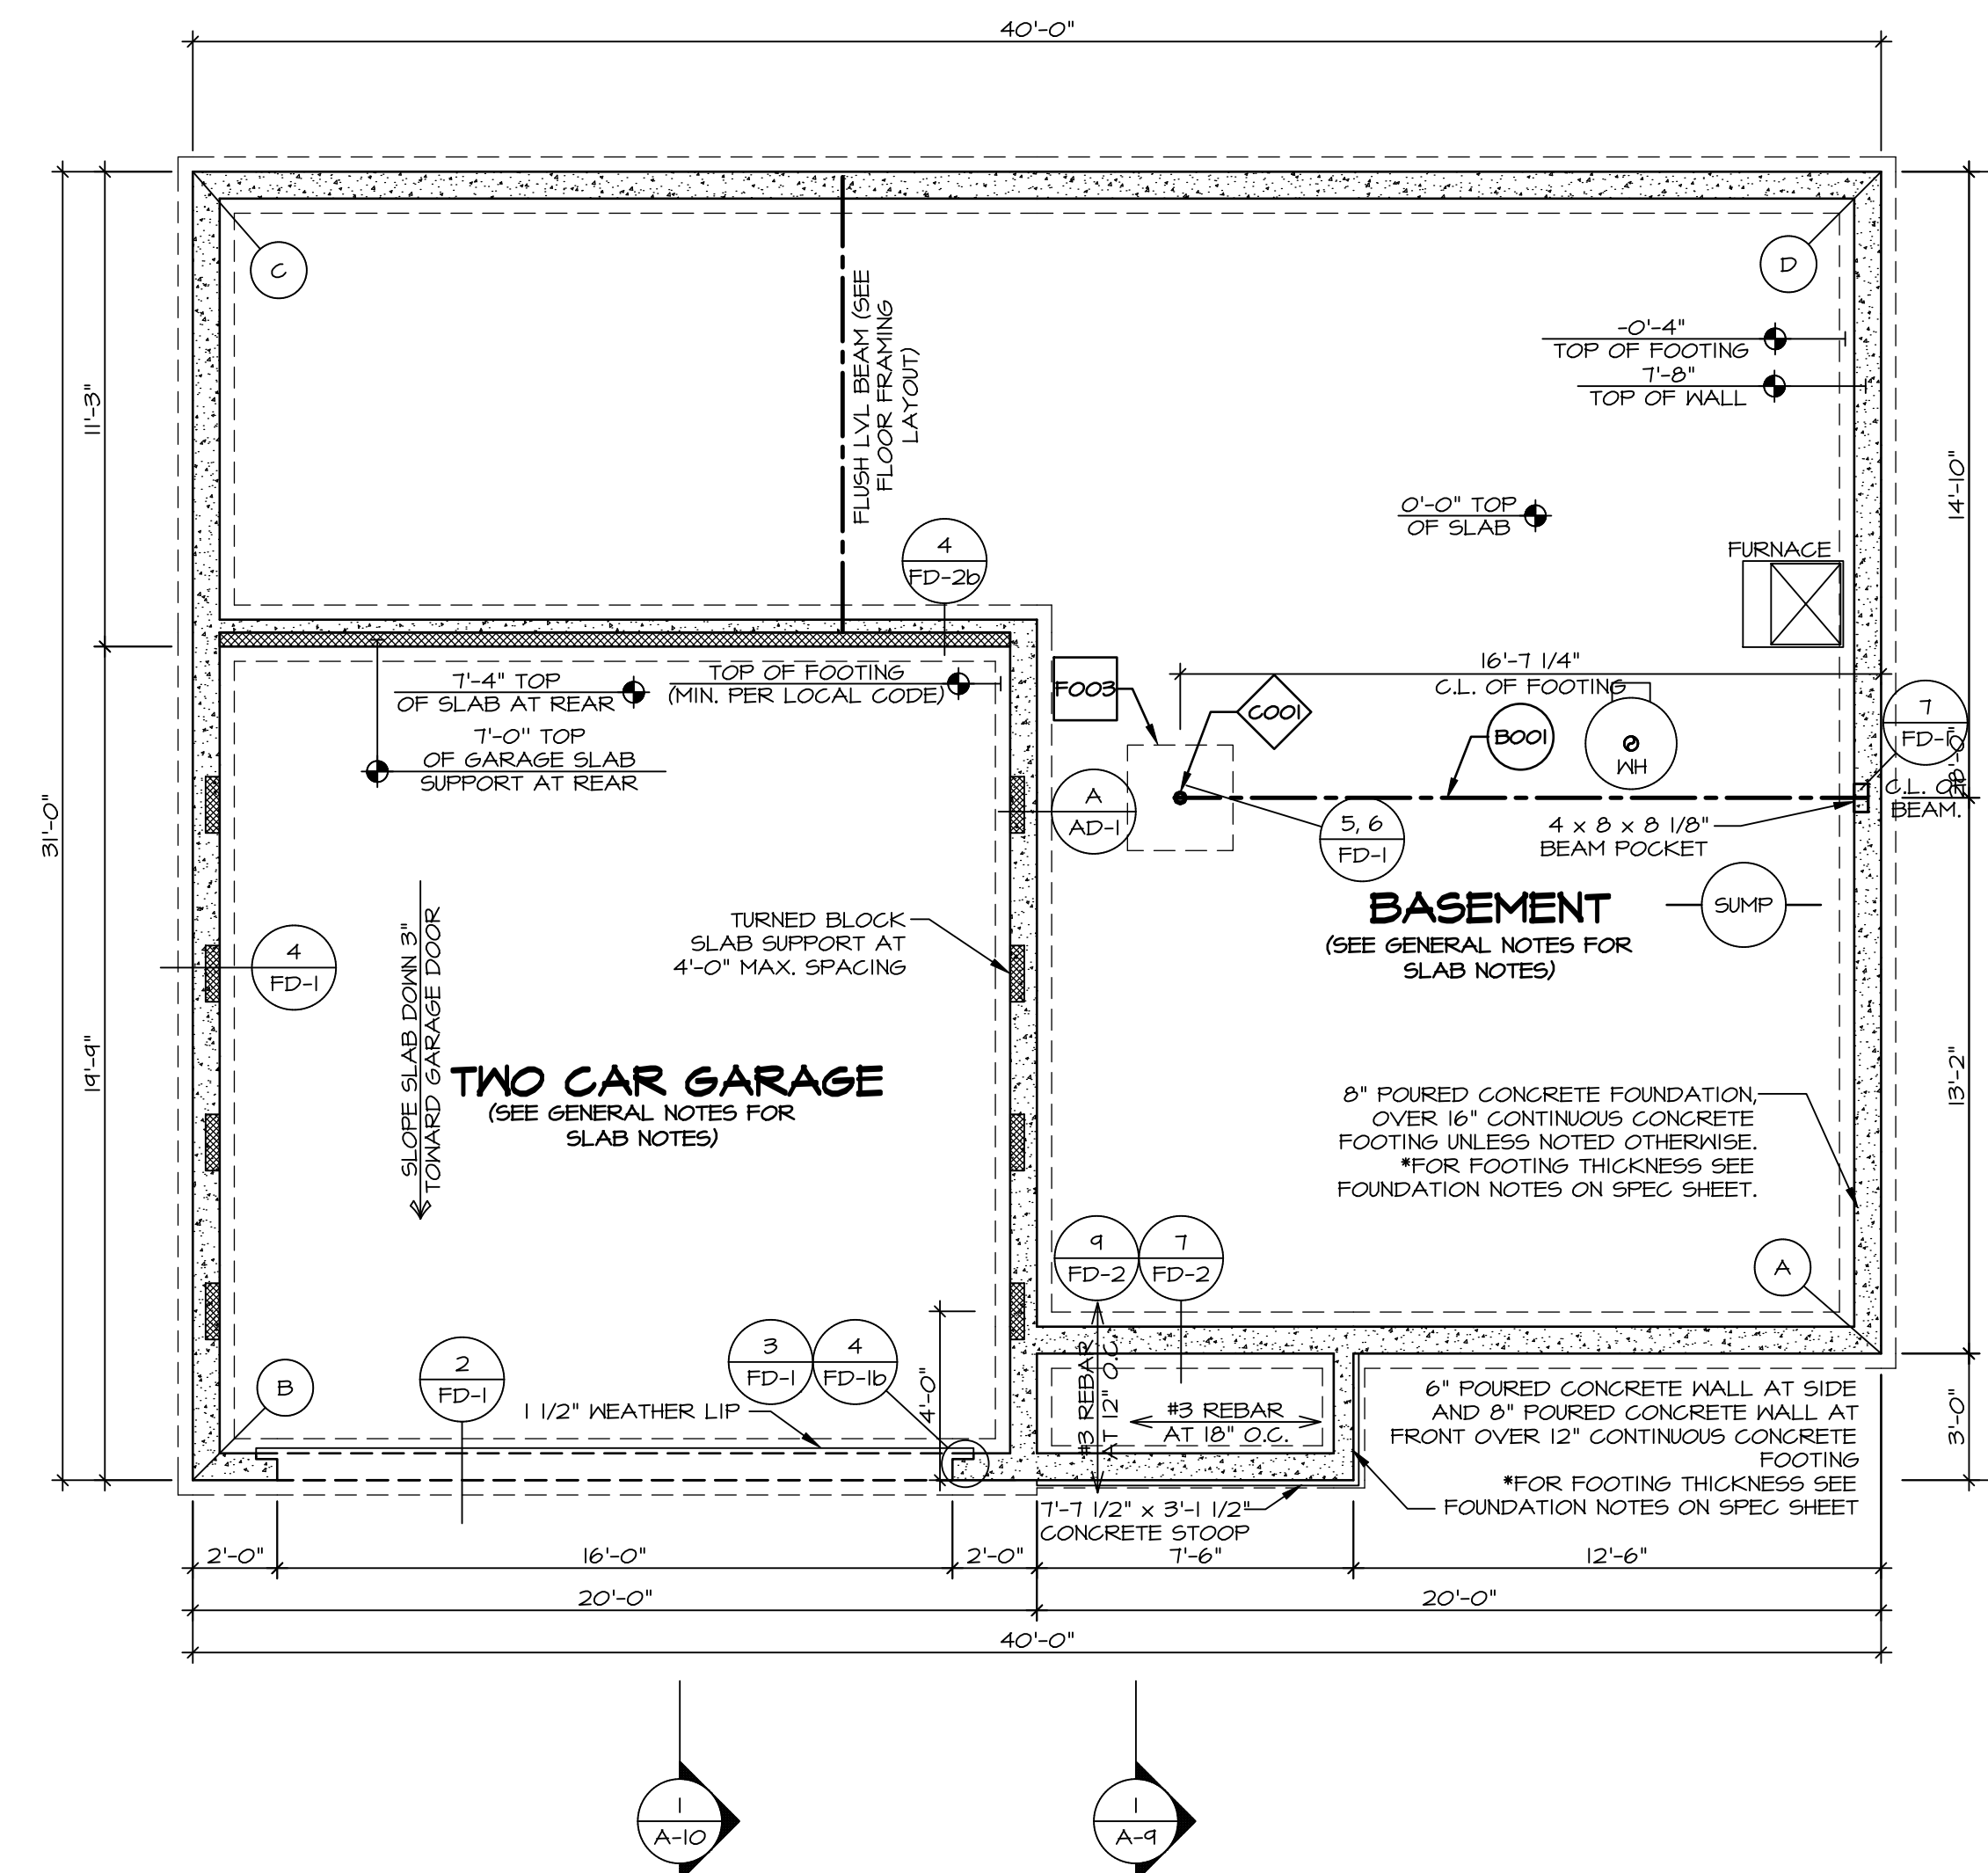 40'-0"
C
D
FLUSH LVL BEAM (SEE
FLOOR FRAMING
LAYOUT)
-0'-4"
TOP OF FOOTING
7'-8"
TOP OF WALL
11'-3"
14'-10"
0'-0" TOP
OF SLAB
4
FD-2b
FURNACE
7'-4" TOP
OF SLAB AT REAR
TOP OF FOOTING
(MIN. PER LOCAL CODE)
7'-0" TOP
OF GARAGE SLAB
SUPPORT AT REAR
F003
C001
16'-7 1/4"
C.L. OF FOOTING
B001
WH
7
FD-1
C.L. OF
BEAM.
31'-0"
A
AD-1
5, 6
FD-1
4 x 8 x 8 1/8"
BEAM POCKET
BASEMENT
(SEE GENERAL NOTES FOR
SLAB NOTES)
SUMP
TURNED BLOCK
SLAB SUPPORT AT
4'-0" MAX. SPACING
4
FD-1
SLOPE SLAB DOWN 3"
TOWARD GARAGE DOOR
TWO CAR GARAGE
(SEE GENERAL NOTES FOR
SLAB NOTES)
19'-9"
13'-2"
8" POURED CONCRETE FOUNDATION,
OVER 16" CONTINUOUS CONCRETE
FOOTING UNLESS NOTED OTHERWISE.
*FOR FOOTING THICKNESS SEE
FOUNDATION NOTES ON SPEC SHEET.
9
FD-2
7
FD-2
A
B
2
FD-1
3
FD-1
4
FD-1b
1 1/2" WEATHER LIP
4'-0"
#3 REBAR
AT 12" O.C.
#3 REBAR
AT 18" O.C.
6" POURED CONCRETE WALL AT SIDE
AND 8" POURED CONCRETE WALL AT
FRONT OVER 12" CONTINUOUS CONCRETE
FOOTING
*FOR FOOTING THICKNESS SEE
FOUNDATION NOTES ON SPEC SHEET
3'-0"
7'-7 1/2" x 3'-1 1/2"
CONCRETE STOOP
2'-0"
16'-0"
2'-0"
7'-6"
12'-6"
20'-0"
20'-0"
40'-0"
1
A-10
1
A-9